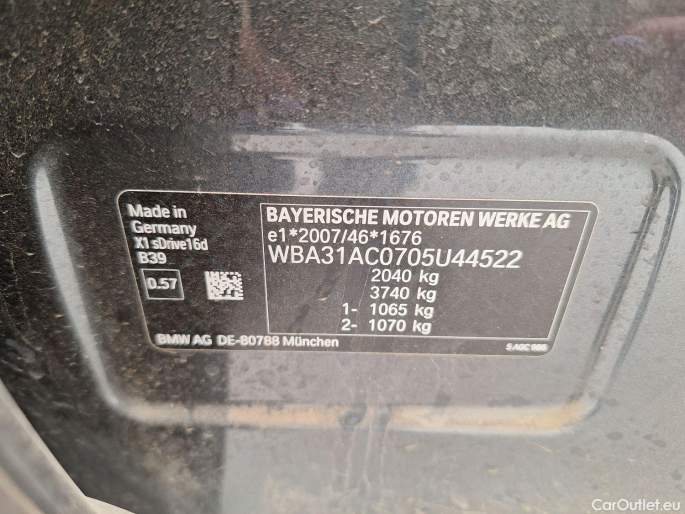 Made in
Germany
X1 sDrive16d
B39
0.57
BAYERISCHE MOTOREN WERKE AG
e1*2007/46*1676
WBA31AC0705U44522
2040 kg
3740 kg
1- 1065 kg
2- 1070 kg
BMW AG DE-80788 München
CarOutlet.eu